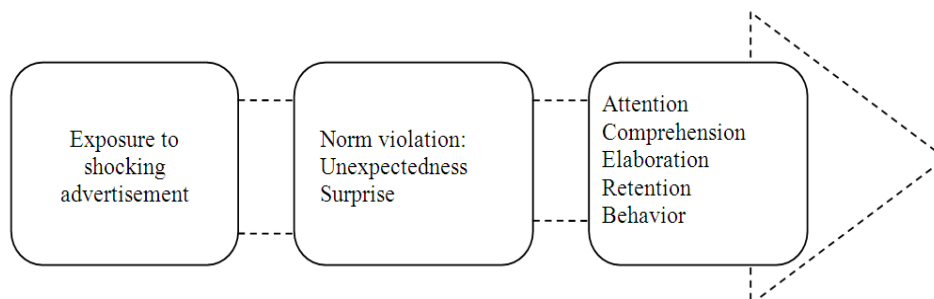 Exposure to
shocking
advertisement
Norm violation:
Unexpectedness
Surprise
Attention
Comprehension
Elaboration
Retention
Behavior